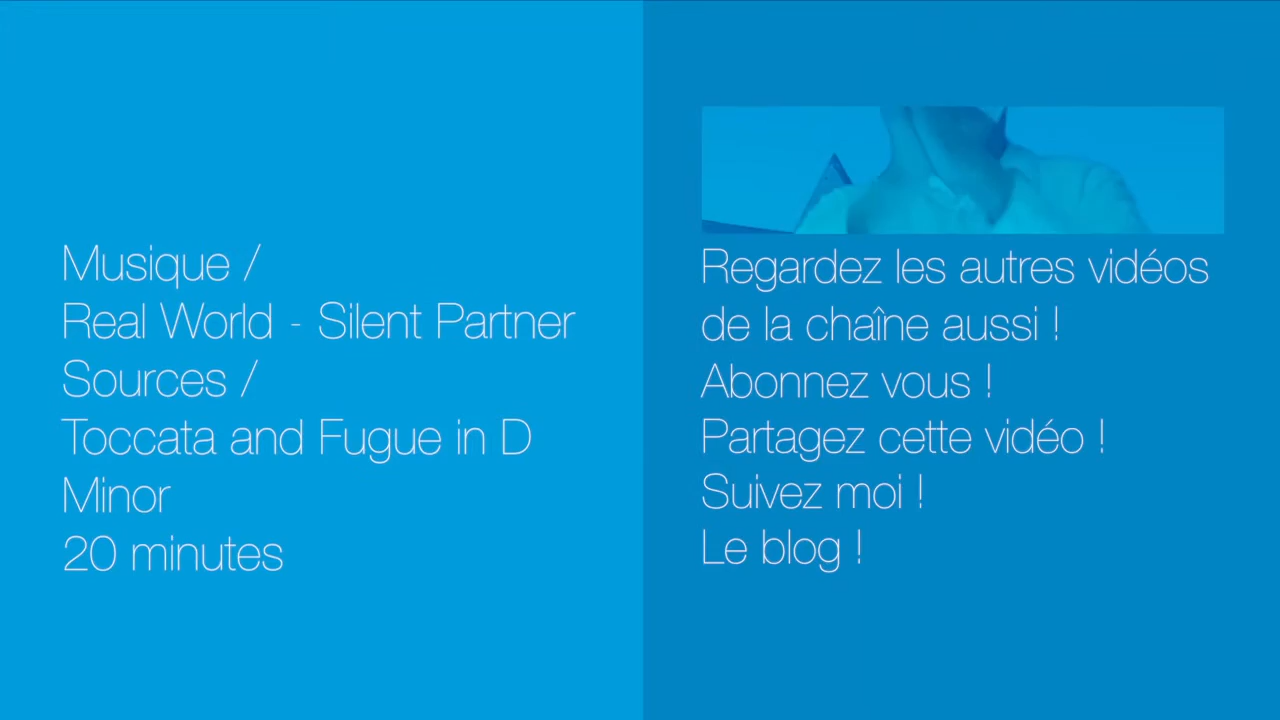 Musique /
Real World - Silent Partner
Sources /
Toccata and Fugue in D
Minor
20 minutes
Regardez les autres vidéos
de la chaîne aussi !
Abonnez vous !
Partagez cette vidéo !
Suivez moi !
Le blog !